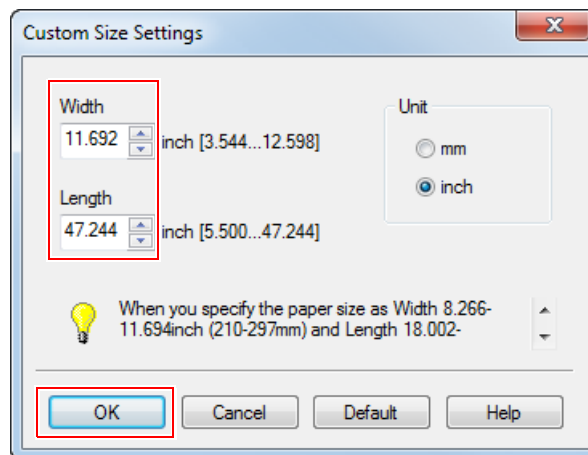 Custom Size Settings
Width
11.692 inch [3.544...12.598]
Length
47.244 inch [5.500...47.244]
Unit
mm
inch
When you specify the paper size as Width 8.266-
11.694inch (210-297mm) and Length 18.002-
OK Cancel Default Help